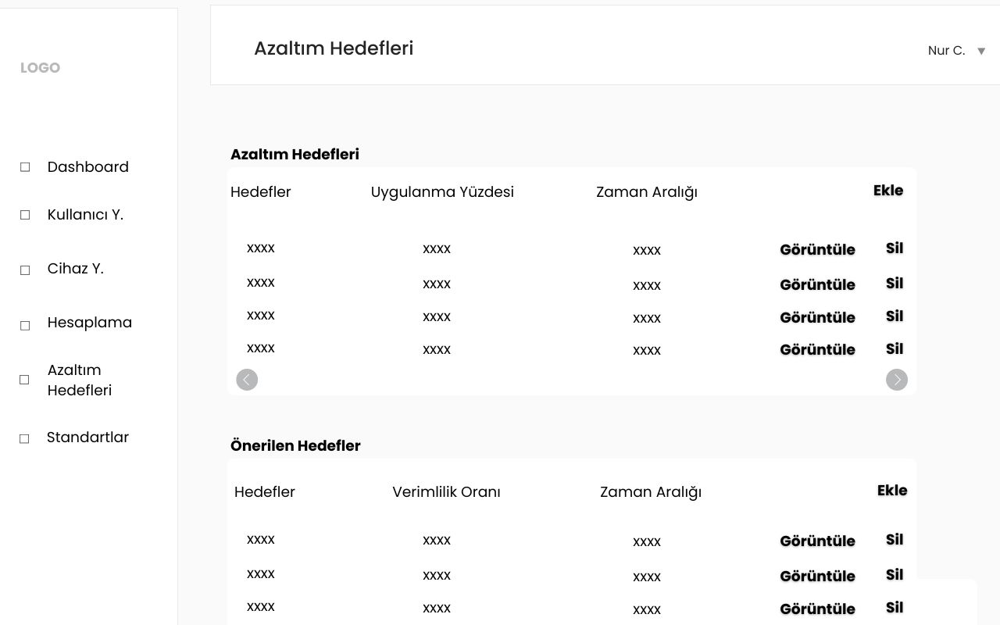 LOGO
Dashboard
Kullanıcı Y.
Cihaz Y.
Hesaplama
Azaltım
Hedefleri
Standartlar
Azaltım Hedefleri
Nur C. ▼
Azaltım Hedefleri
Hedefler Uygulanma Yüzdesi Zaman Aralığı Ekle
xxxx xxxx xxxx Görüntüle Sil
xxxx xxxx xxxx Görüntüle Sil
xxxx xxxx xxxx Görüntüle Sil
xxxx xxxx xxxx Görüntüle Sil
Önerilen Hedefler
Hedefler Verimlilik Oranı Zaman Aralığı Ekle
xxxx xxxx xxxx Görüntüle Sil
xxxx xxxx xxxx Görüntüle Sil
xxxx xxxx xxxx Görüntüle Sil